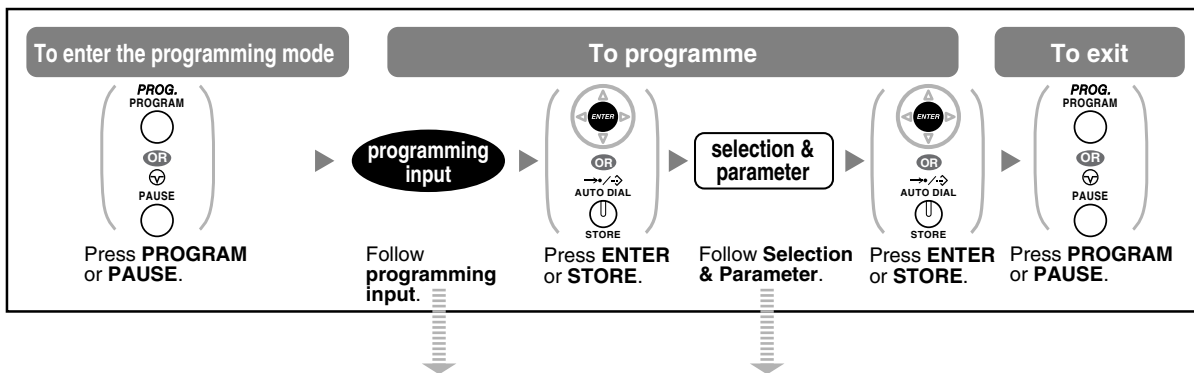 To enter the programming mode
To programme
To exit
PROG.
PROGRAM
OR
PAUSE
Press PROGRAM
or PAUSE.
programming
input
Follow
programming
input.
ENTER
OR
AUTO DIAL
STORE
Press ENTER
or STORE.
selection &
parameter
Follow Selection
& Parameter.
ENTER
OR
AUTO DIAL
STORE
Press ENTER
or STORE.
PROG.
PROGRAM
OR
PAUSE
Press PROGRAM
or PAUSE.